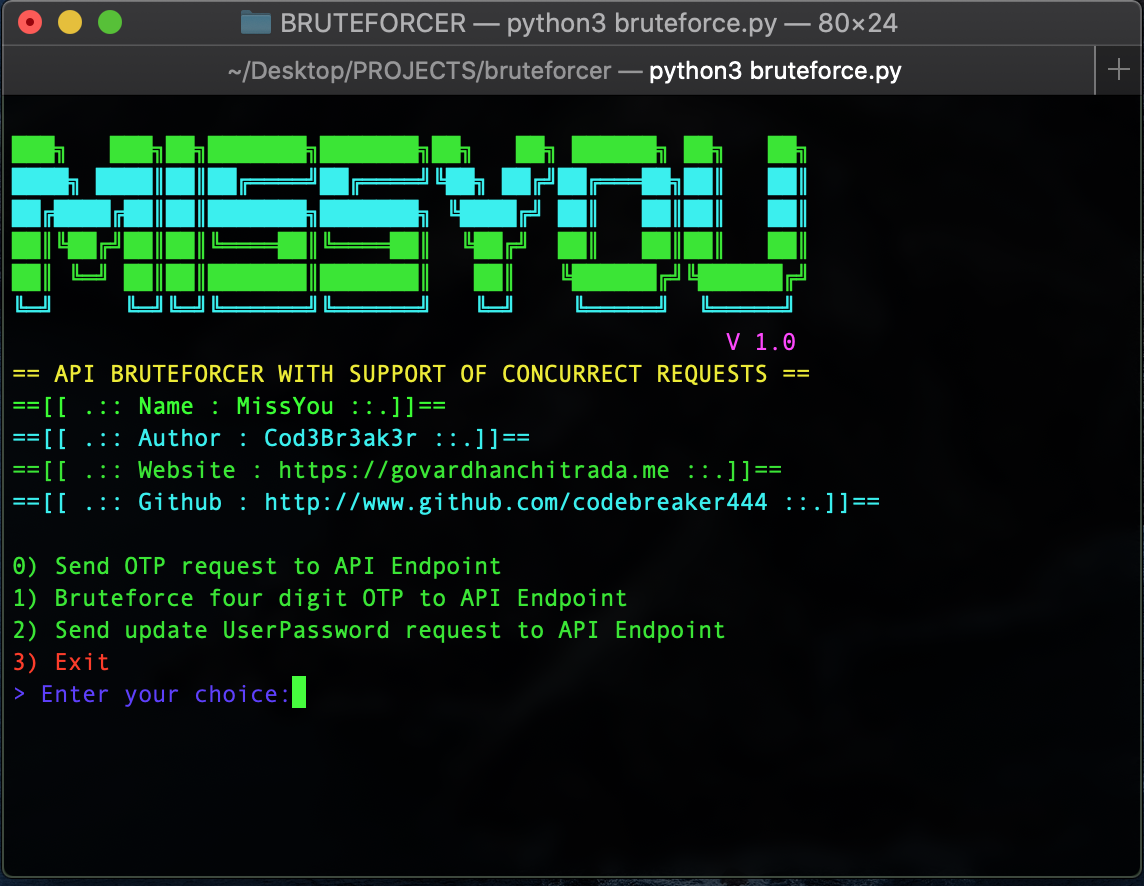 BRUTEFORCER — python3 bruteforce.py — 80×24
~/Desktop/PROJECTS/bruteforcer — python3 bruteforce.py
MISSYOU
V 1.0
== API BRUTEFORCER WITH SUPPORT OF CONCURRECT REQUESTS ==
==[[ .:: Name : MissYou ::.]]==
==[[ .:: Author : Cod3Br3ak3r ::.]]==
==[[ .:: Website : https://govardhanchitrada.me ::.]]==
==[[ .:: Github : http://www.github.com/codebreaker444 ::.]]==
0) Send OTP request to API Endpoint
1) Bruteforce four digit OTP to API Endpoint
2) Send update UserPassword request to API Endpoint
3) Exit
> Enter your choice: